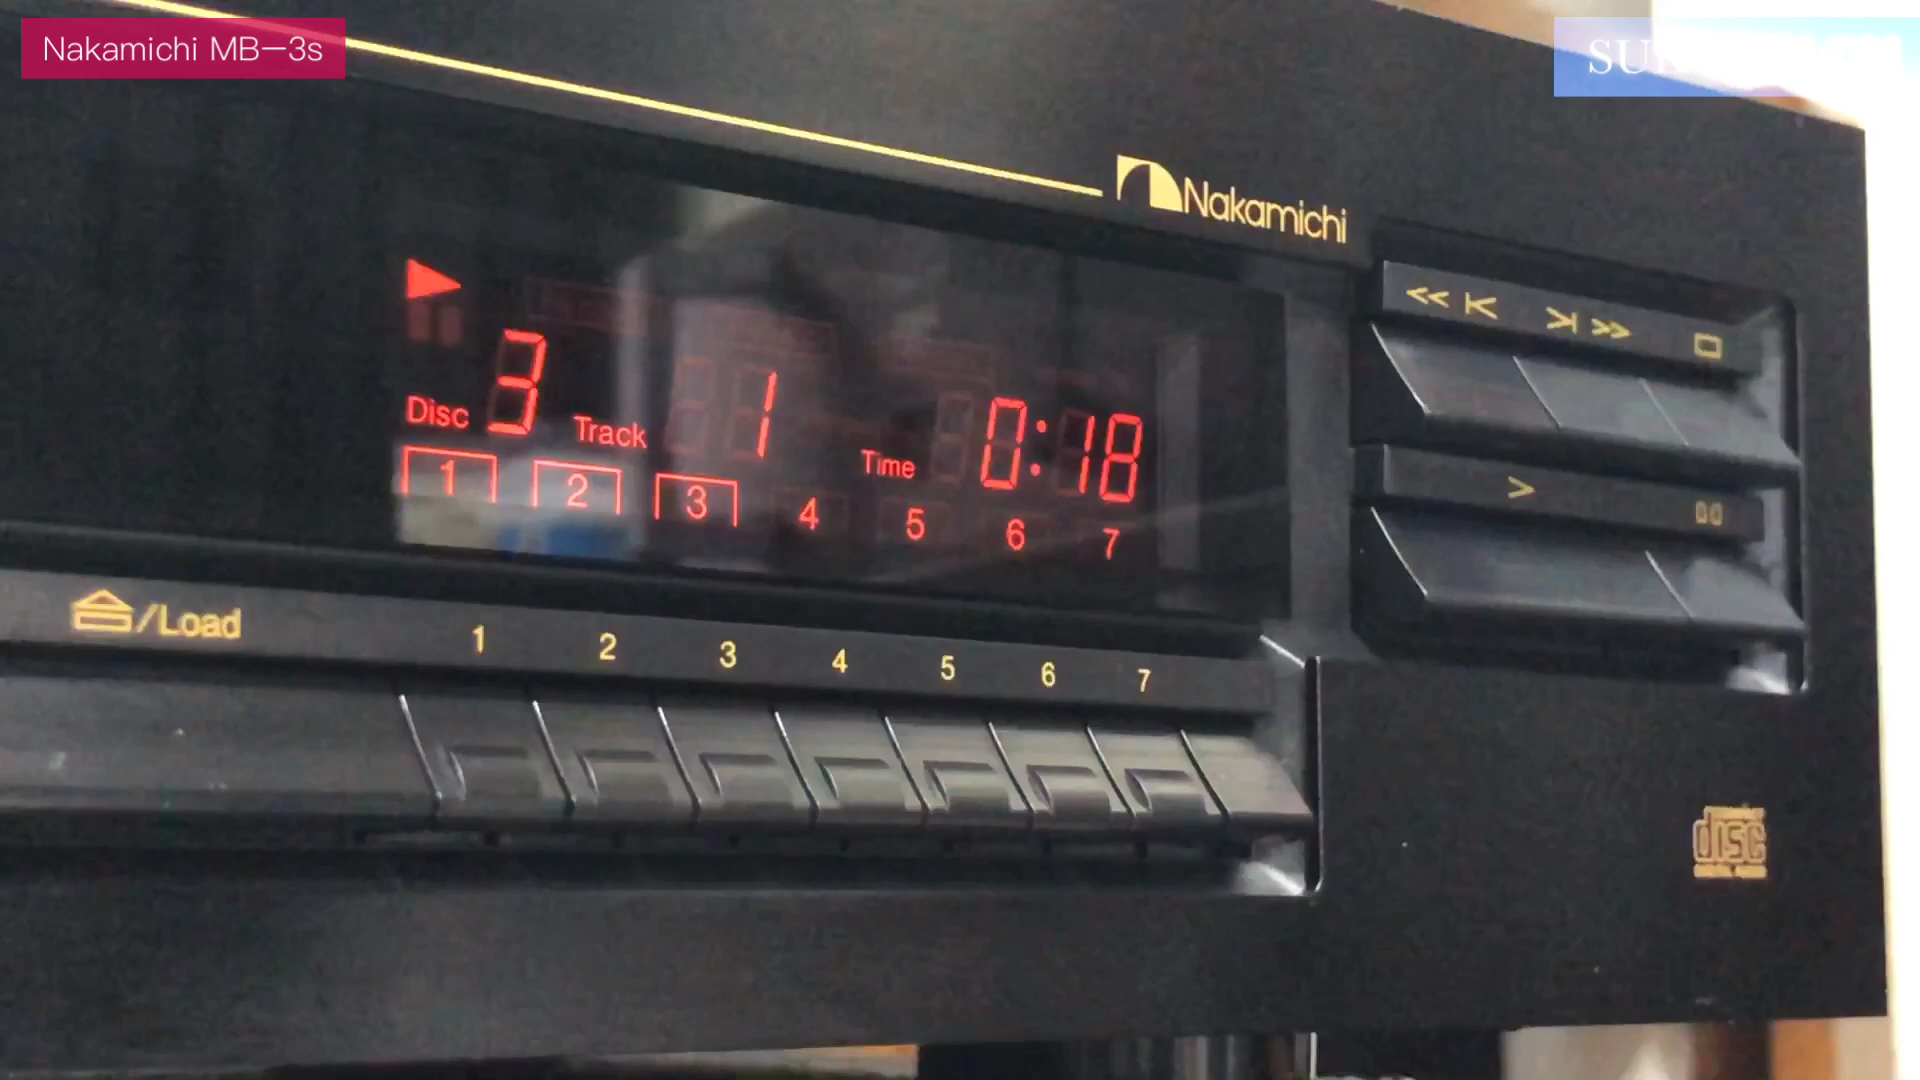 Nakamichi MB-3s
Nakamichi
Disc 3 Track 1 Time 0:18
1 2 3 4 5 6 7
/Load 1 2 3 4 5 6 7
disc